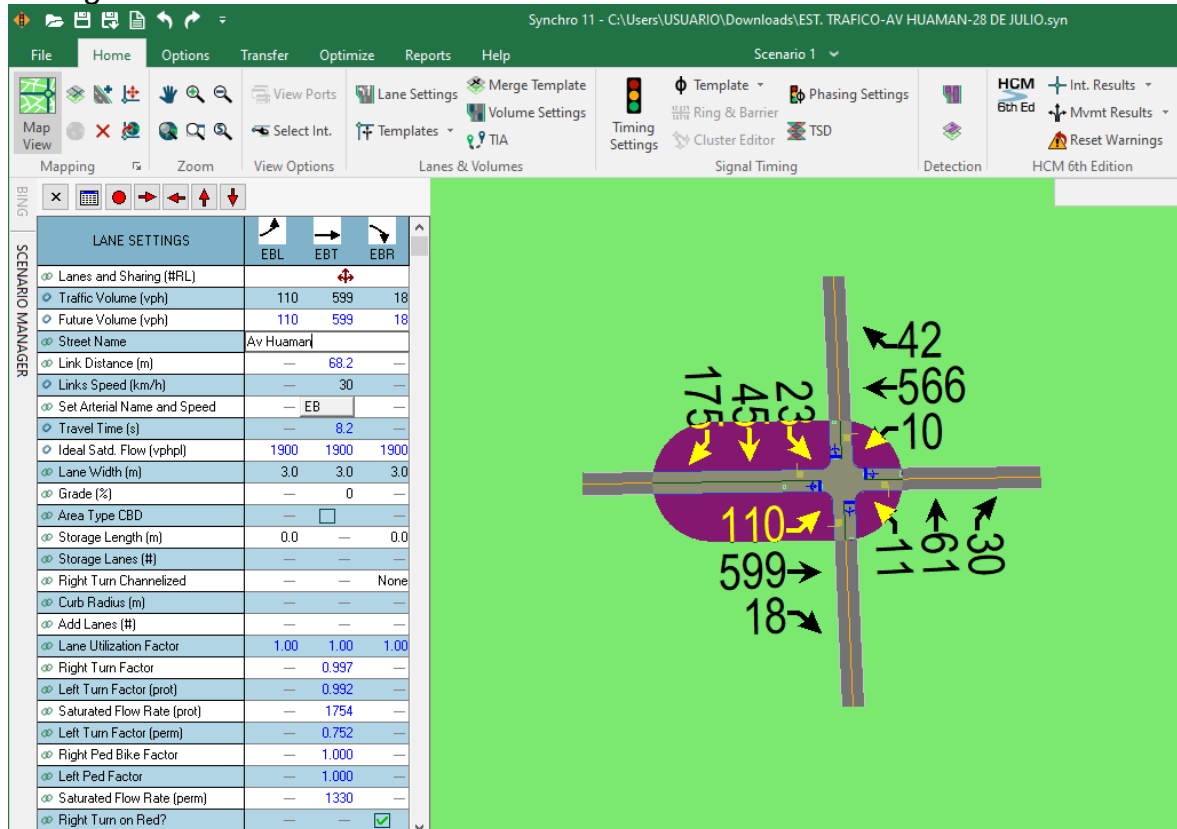 Synchro 11 - C:\Users\USUARIO\Downloads\EST. TRAFICO-AV HUAMAN-28 DE JULIO.syn
File Home Options Transfer Optimize Reports Help Scenario 1
Map View
Mapping
Zoom
View Ports
Select Int.
View Options
Lane Settings
Templates
Merge Template
Volume Settings
TIA
Lanes & Volumes
Timing Settings
Φ Template
Ring & Barrier
Cluster Editor
Phasing Settings
TSD
Signal Timing
Detection
HCM 6th Ed
Int. Results
Mvmt Results
Reset Warnings
HCM 6th Edition
BING
SCENARIO MANAGER
LANE SETTINGS EBL EBT EBR
Lanes and Sharing (#RL)
Traffic Volume (vph) 110 599 18
Future Volume (vph) 110 599 18
Street Name Av Huaman
Link Distance (m) — 68.2 —
Links Speed (km/h) — 30 —
Set Arterial Name and Speed — EB —
Travel Time (s) — 8.2 —
Ideal Satd. Flow (vphpl) 1900 1900 1900
Lane Width (m) 3.0 3.0 3.0
Grade (%) — 0 —
Area Type CBD — —
Storage Length (m) 0.0 — 0.0
Storage Lanes (#) — — —
Right Turn Channelized — — None
Curb Radius (m) — — —
Add Lanes (#) — — —
Lane Utilization Factor 1.00 1.00 1.00
Right Turn Factor — 0.997 —
Left Turn Factor (prot) — 0.992 —
Saturated Flow Rate (prot) — 1754 —
Left Turn Factor (perm) — 0.752 —
Right Ped Bike Factor — 1.000 —
Left Ped Factor — 1.000 —
Saturated Flow Rate (perm) — 1330 —
Right Turn on Red? — —
42
566
10
175
45
23
110
599
18
11
61
30